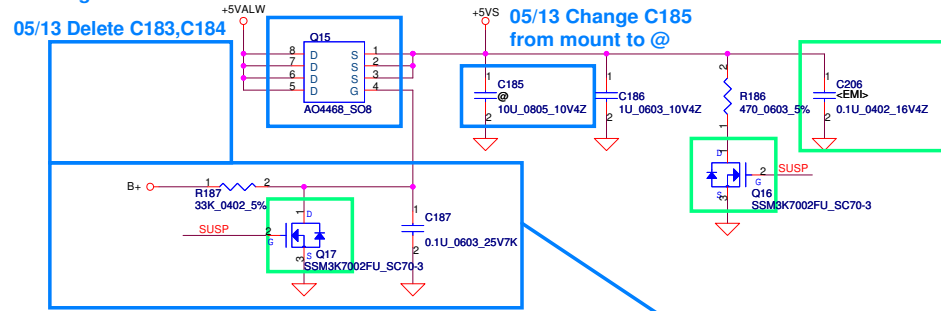 05/13 Delete C183,C184
+5VALW
+5VS
05/13 Change C185
from mount to @
Q15
8 D S 1
7 D S 2
6 D S 3
5 D G 4
AO4468_SO8
1
C185
@
10U_0805_10V4Z
2
1
C186
1U_0603_10V4Z
2
2
R186
470_0603_5%
1
1
C206
<EMI>
0.1U_0402_16V4Z
2
B+
1 2
R187
33K_0402_5%
SUSP
1 D
2 G
3 S
Q17
SSM3K7002FU_SC70-3
1
C187
0.1U_0603_25V7K
2
1 D
2 SUSP
G
3 S
Q16
SSM3K7002FU_SC70-3